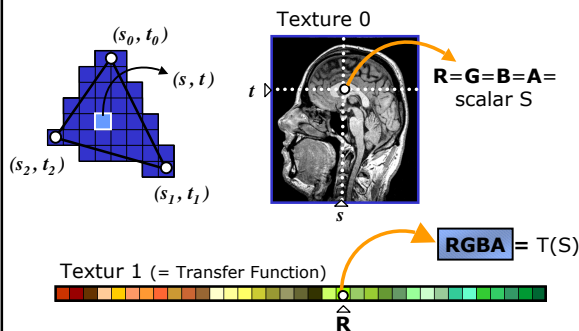 Texture 0
(s0, t0)
(s, t)
t
R=G=B=A=
scalar S
(s2, t2)
(s1, t1)
s
RGBA = T(S)
Textur 1 (= Transfer Function)
R